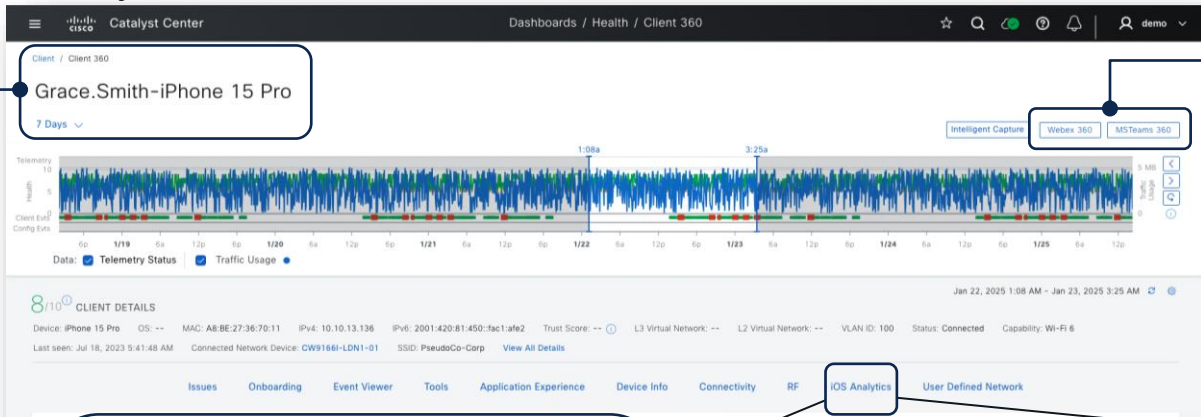 cisco Catalyst Center Dashboards / Health / Client 360 demo
Client / Client 360
Grace.Smith-iPhone 15 Pro
7 Days
Intelligent Capture Webex 360 MSTeams 360
1:08a 3:25a
Telemetry
10
5
0
Health
5 MB
0
Traffic Usage
Client Evts
Config Evts
6p 1/19 6a 12p 6p 1/20 6a 12p 6p 1/21 6a 12p 6p 1/22 6a 12p 6p 1/23 6a 12p 6p 1/24 6a 12p 6p 1/25 6a 12p
Data: Telemetry Status Traffic Usage
Jan 22, 2025 1:08 AM - Jan 23, 2025 3:25 AM
8/10 CLIENT DETAILS
Device: iPhone 15 Pro OS: -- MAC: A8:BE:27:36:70:11 IPv4: 10.10.13.136 IPv6: 2001:420:81:450::fac1:afe2 Trust Score: -- L3 Virtual Network: -- L2 Virtual Network: -- VLAN ID: 100 Status: Connected Capability: Wi-Fi 6
Last seen: Jul 18, 2023 5:41:48 AM Connected Network Device: CW9166I-LDN1-01 SSID: PseudoCo-Corp View All Details
Issues Onboarding Event Viewer Tools Application Experience Device Info Connectivity RF iOS Analytics User Defined Network